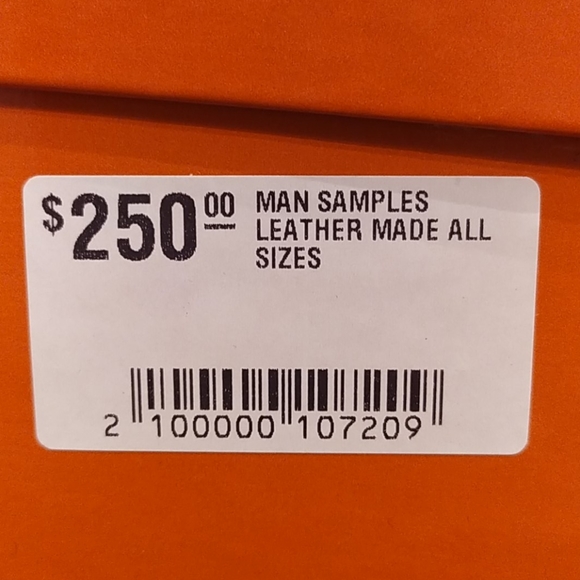 $250.00 MAN SAMPLES
LEATHER MADE ALL
SIZES
2 100000 107209